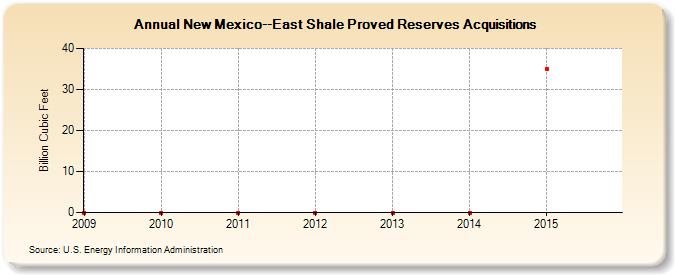 Annual New Mexico--East Shale Proved Reserves Acquisitions
Billion Cubic Feet
40
30
20
10
0
2009 2010 2011 2012 2013 2014 2015
Source: U.S. Energy Information Administration